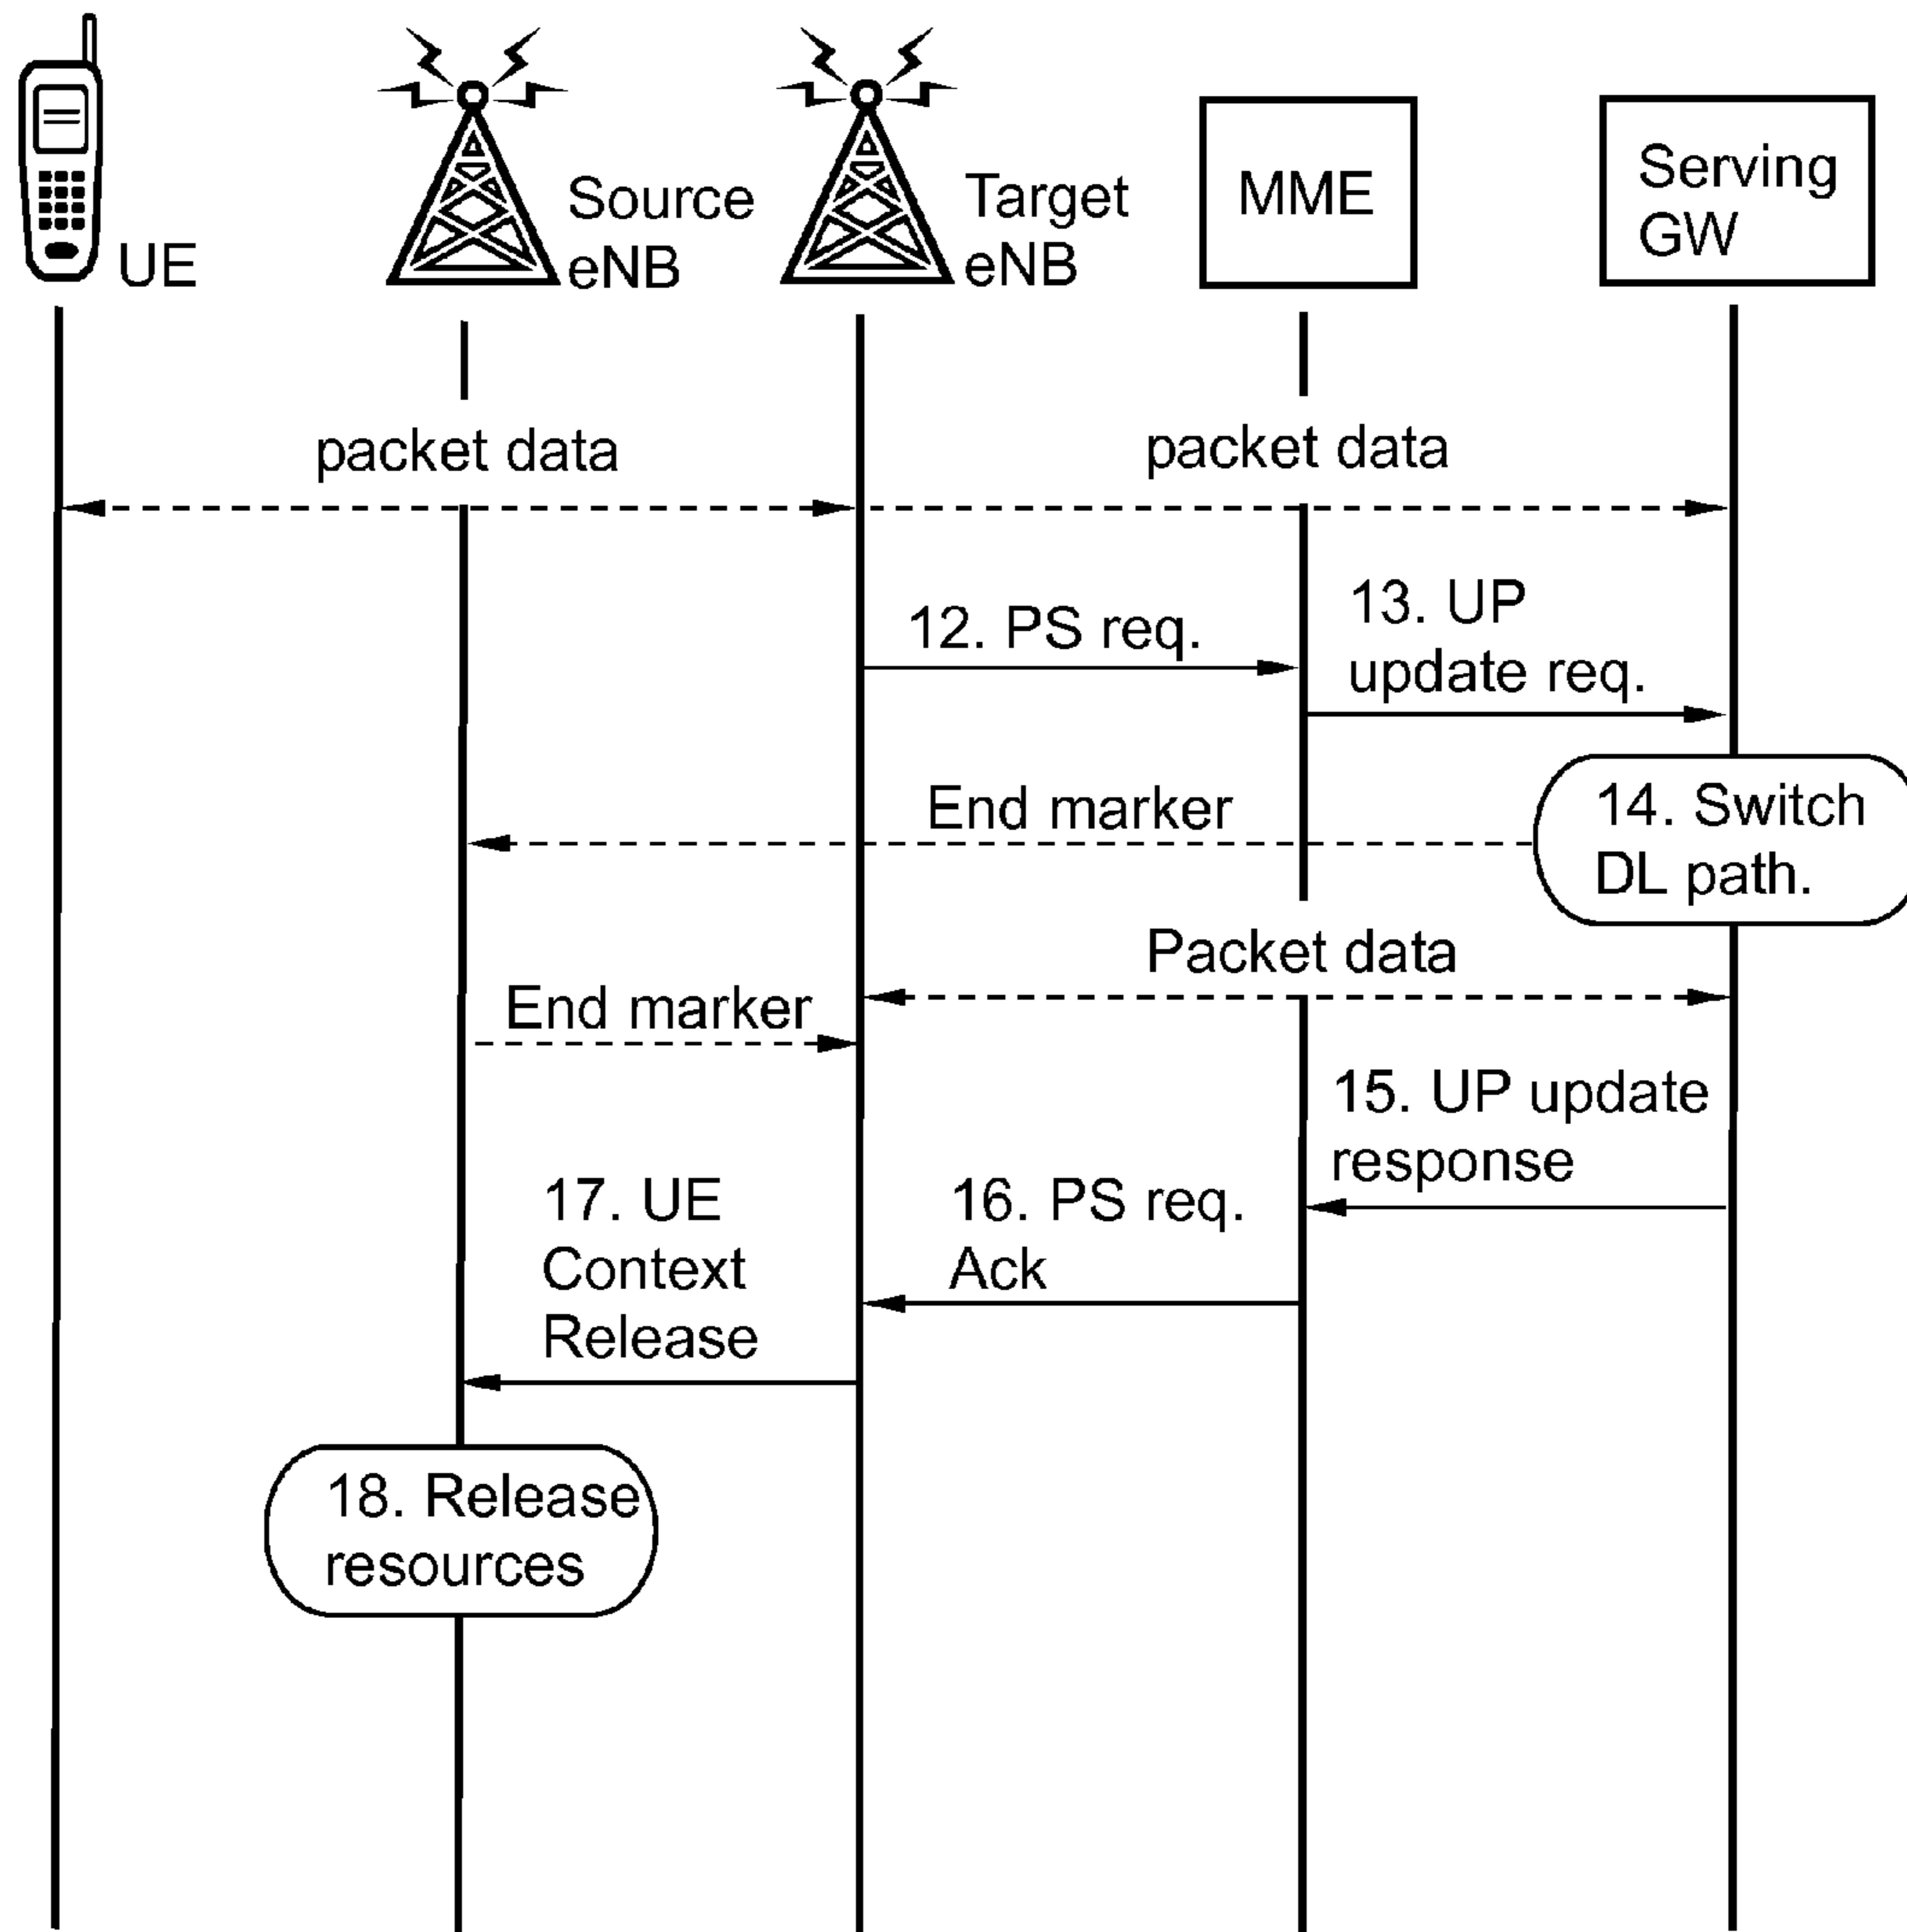 UE
Source
eNB
Target
eNB
MME
Serving
GW
packet data
packet data
12. PS req.
13. UP
update req.
End marker
14. Switch
DL path.
Packet data
End marker
15. UP update
response
17. UE
Context
Release
16. PS req.
Ack
18. Release
resources